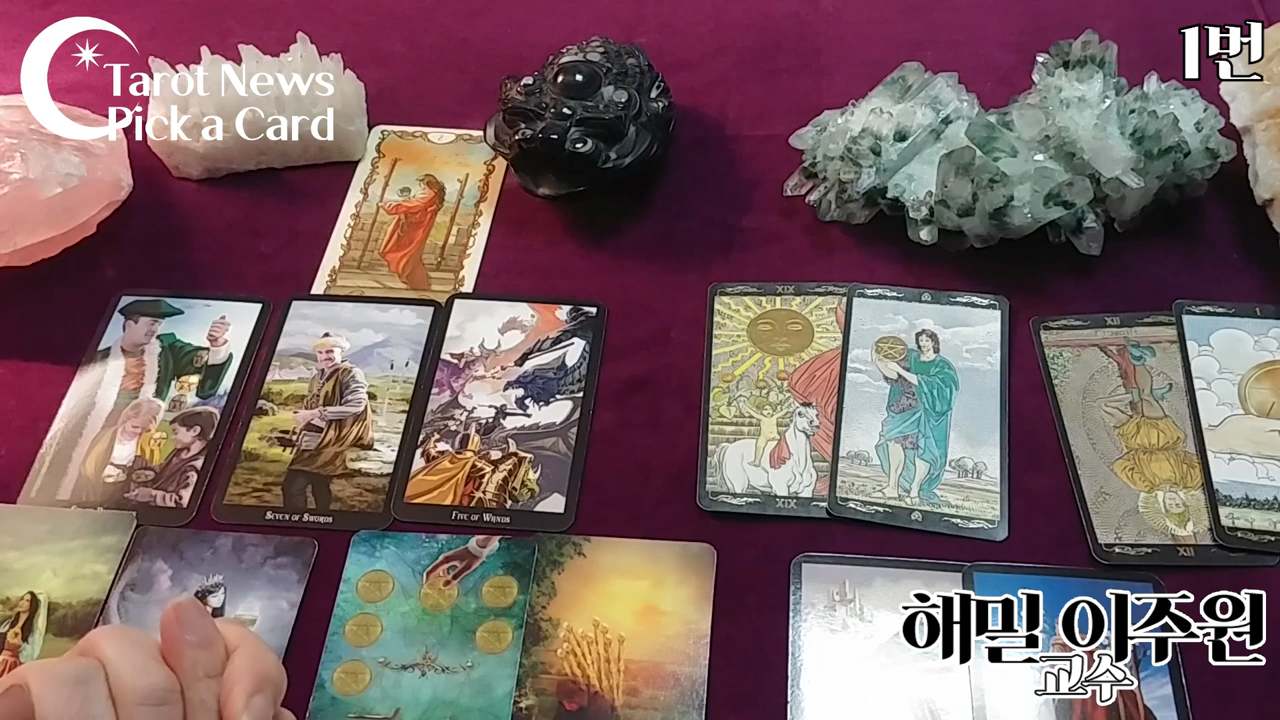 Tarot News
Pick a Card
1번
XIX
XIX
XII
XII
I
SEVEN OF SWORDS
FIVE OF WANDS
해밀 이주원
교수